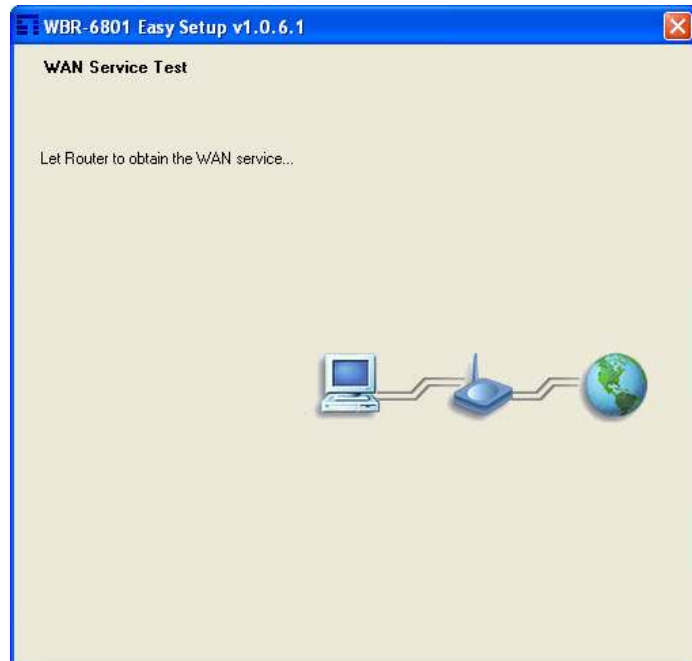 WBR-6801 Easy Setup v1.0.6.1
WAN Service Test
Let Router to obtain the WAN service...